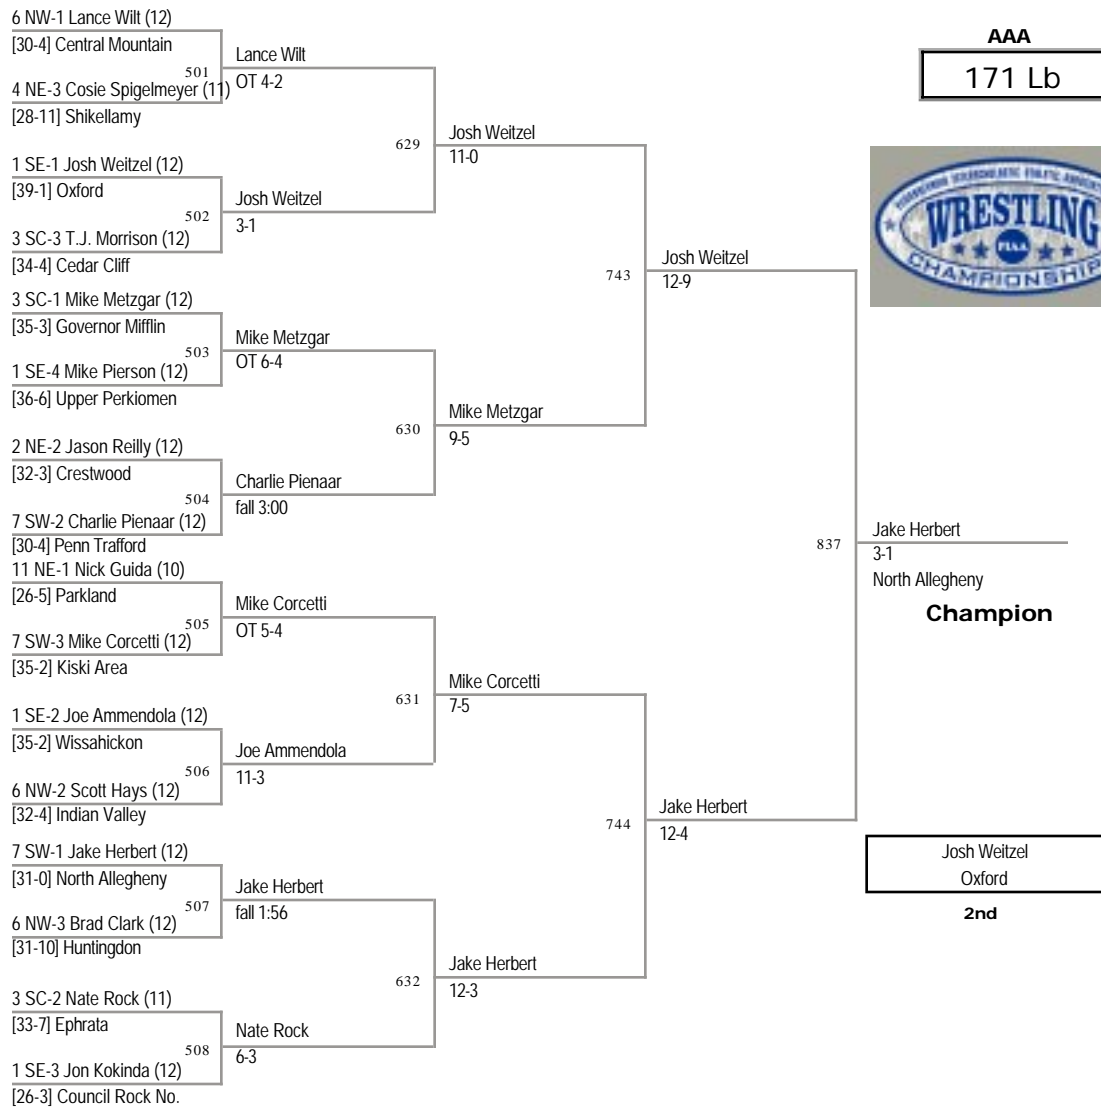 6 NW-1 Lance Wilt (12)
[30-4] Central Mountain
501
4 NE-3 Cosie Spigelmeyer (11)
[28-11] Shikellamy
1 SE-1 Josh Weitzel (12)
[39-1] Oxford
502
3 SC-3 T.J. Morrison (12)
[34-4] Cedar Cliff
3 SC-1 Mike Metzgar (12)
[35-3] Governor Mifflin
503
1 SE-4 Mike Pierson (12)
[36-6] Upper Perkiomen
2 NE-2 Jason Reilly (12)
[32-3] Crestwood
504
7 SW-2 Charlie Pienaar (12)
[30-4] Penn Trafford
11 NE-1 Nick Guida (10)
[26-5] Parkland
505
7 SW-3 Mike Corcetti (12)
[35-2] Kiski Area
1 SE-2 Joe Ammendola (12)
[35-2] Wissahickon
506
6 NW-2 Scott Hays (12)
[32-4] Indian Valley
7 SW-1 Jake Herbert (12)
[31-0] North Allegheny
507
6 NW-3 Brad Clark (12)
[31-10] Huntingdon
3 SC-2 Nate Rock (11)
[33-7] Ephrata
508
1 SE-3 Jon Kokinda (12)
[26-3] Council Rock No.
Lance Wilt
OT 4-2
629
Josh Weitzel
3-1
Mike Metzgar
OT 6-4
630
Charlie Pienaar
fall 3:00
Mike Corcetti
OT 5-4
631
Joe Ammendola
11-3
Jake Herbert
fall 1:56
632
Nate Rock
6-3
Josh Weitzel
11-0
743
Mike Metzgar
9-5
Mike Corcetti
7-5
744
Jake Herbert
12-3
Josh Weitzel
12-9
837
Jake Herbert
12-4
Jake Herbert
3-1
North Allegheny
Champion
AAA
171 Lb
WRESTLING
PIAA
CHAMPIONSHIP
Josh Weitzel
Oxford
2nd